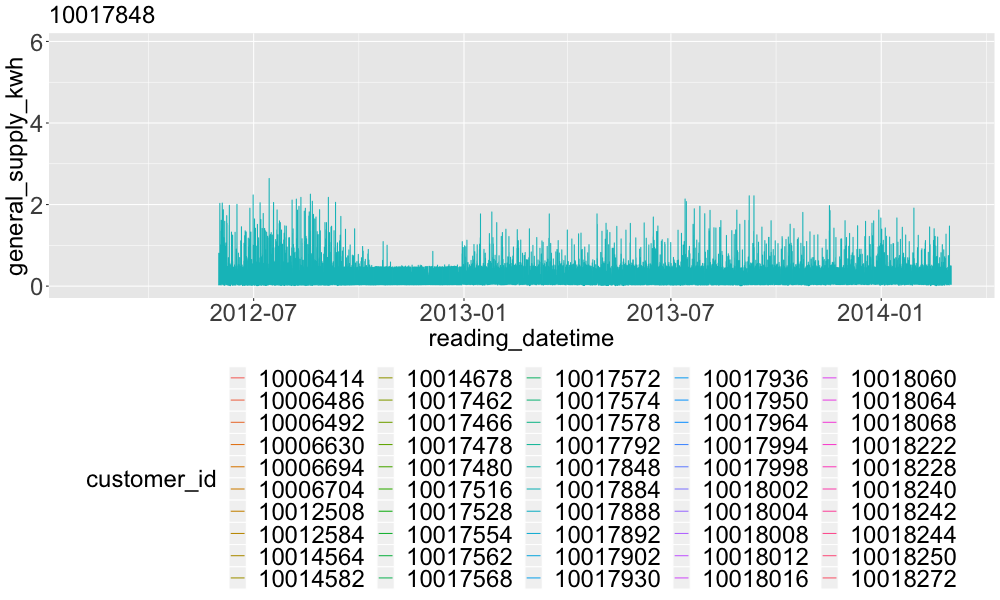 10017848
general_supply_kwh
6
4
2
0
2012-07 2013-01 2013-07 2014-01
reading_datetime
customer_id
10006414 10014678 10017572 10017936 10018060
10006486 10017462 10017574 10017950 10018064
10006492 10017466 10017578 10017964 10018068
10006630 10017478 10017792 10017994 10018222
10006694 10017480 10017848 10017998 10018228
10006704 10017516 10017884 10018002 10018240
10012508 10017528 10017888 10018004 10018242
10012584 10017554 10017892 10018008 10018244
10014564 10017562 10017902 10018012 10018250
10014582 10017568 10017930 10018016 10018272